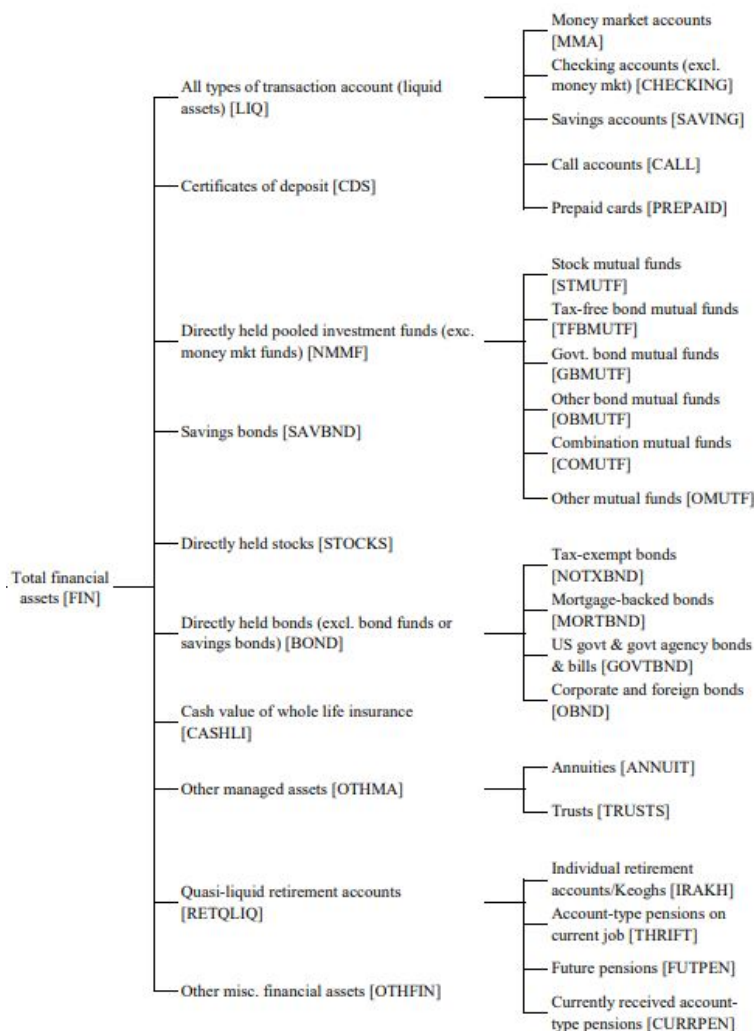 Total financial
assets [FIN]
All types of transaction account (liquid
assets) [LIQ]
Money market accounts
[MMA]
Checking accounts (excl.
money mkt) [CHECKING]
Savings accounts [SAVING]
Call accounts [CALL]
Prepaid cards [PREPAID]
Certificates of deposit [CDS]
Directly held pooled investment funds (exc.
money mkt funds) [NMMF]
Stock mutual funds
[STMUTF]
Tax-free bond mutual funds
[TFBMUTF]
Govt. bond mutual funds
[GBMUTF]
Other bond mutual funds
[OBMUTF]
Combination mutual funds
[COMUTF]
Other mutual funds [OMUTF]
Savings bonds [SAVBND]
Directly held stocks [STOCKS]
Directly held bonds (excl. bond funds or
savings bonds) [BOND]
Tax-exempt bonds
[NOTXBND]
Mortgage-backed bonds
[MORTBND]
US govt & govt agency bonds
& bills [GOVTBND]
Corporate and foreign bonds
[OBND]
Cash value of whole life insurance
[CASHLI]
Other managed assets [OTHMA]
Annuities [ANNUIT]
Trusts [TRUSTS]
Quasi-liquid retirement accounts
[RETQLIQ]
Individual retirement
accounts/Keoghs [IRAKH]
Account-type pensions on
current job [THRIFT]
Future pensions [FUTPEN]
Currently received account-
type pensions [CURRPEN]
Other misc. financial assets [OTHFIN]